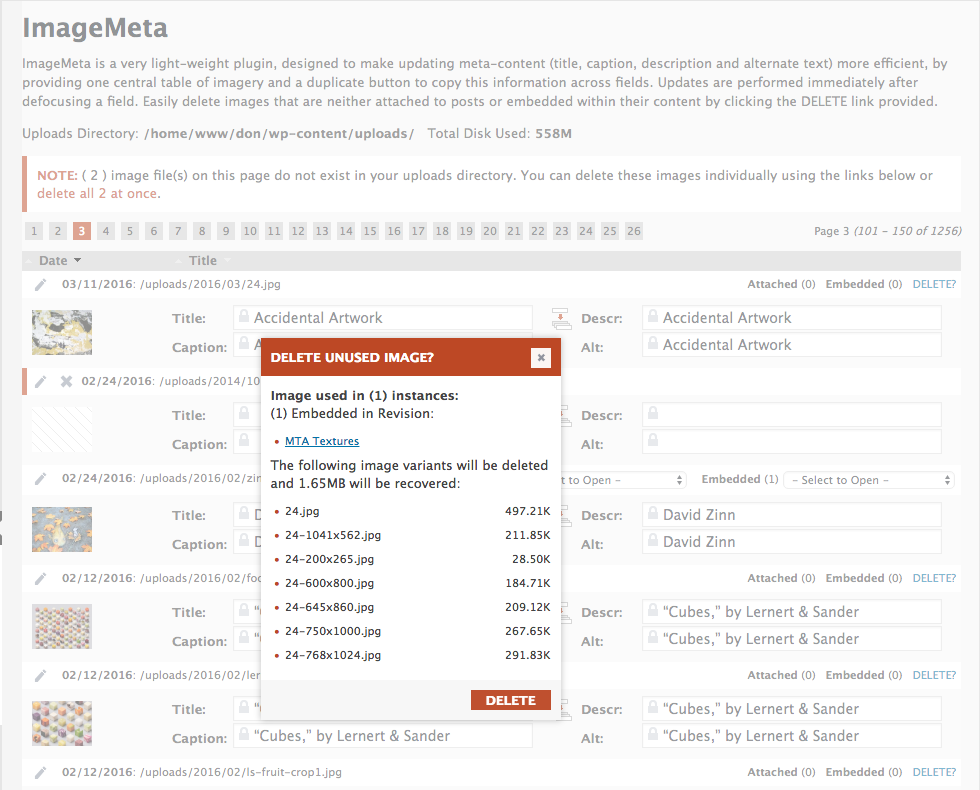 ImageMeta
ImageMeta is a very light-weight plugin, designed to make updating meta-content (title, caption, description and alternate text) more efficient, by
providing one central table of imagery and a duplicate button to copy this information across fields. Updates are performed immediately after
defocusing a field. Easily delete images that are neither attached to posts or embedded within their content by clicking the DELETE link provided.
Uploads Directory: /home/www/don/wp-content/uploads/ Total Disk Used: 558M
NOTE: ( 2 ) image file(s) on this page do not exist in your uploads directory. You can delete these images individually using the links below or
delete all 2 at once.
1 2 3 4 5 6 7 8 9 10 11 12 13 14 15 16 17 18 19 20 21 22 23 24 25 26 Page 3 (101 – 150 of 1256)
Date Title
03/11/2016: /uploads/2016/03/24.jpg Attached (0) Embedded (0) DELETE?
Title: Accidental Artwork Descr: Accidental Artwork
Caption: A Alt: Accidental Artwork
DELETE UNUSED IMAGE?
Image used in (1) instances:
(1) Embedded in Revision:
• MTA Textures
The following image variants will be deleted
and 1.65MB will be recovered:
• 24.jpg 497.21K
• 24-1041x562.jpg 211.85K
• 24-200x265.jpg 28.50K
• 24-600x800.jpg 184.71K
• 24-645x860.jpg 209.12K
• 24-750x1000.jpg 267.65K
• 24-768x1024.jpg 291.83K
DELETE
02/24/2016: /uploads/2014/10
Title: Descr:
Caption: Alt:
02/24/2016: /uploads/2016/02/zin t to Open – Embedded (1) – Select to Open –
Title: D Descr: David Zinn
Caption: D Alt: David Zinn
02/12/2016: /uploads/2016/02/foo Attached (0) Embedded (0) DELETE?
Title: "C Descr: "Cubes," by Lernert & Sander
Caption: "C Alt: "Cubes," by Lernert & Sander
02/12/2016: /uploads/2016/02/ler Attached (0) Embedded (0) DELETE?
Title: "C Descr: "Cubes," by Lernert & Sander
Caption: "Cubes," by Lernert & Sander Alt: "Cubes," by Lernert & Sander
02/12/2016: /uploads/2016/02/ls-fruit-crop1.jpg Attached (0) Embedded (0) DELETE?